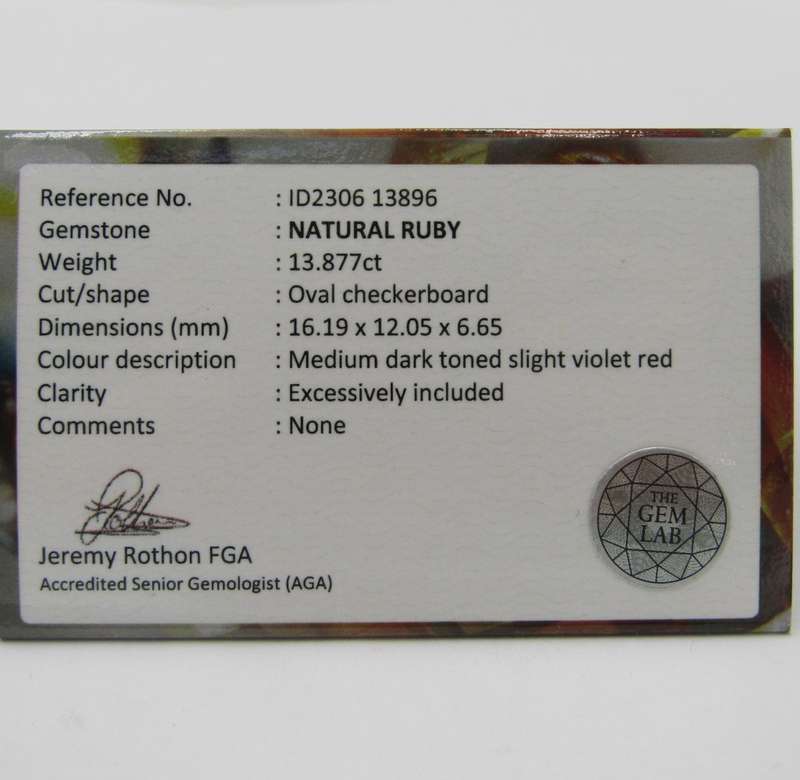 Reference No. : ID2306 13896
Gemstone : NATURAL RUBY
Weight : 13.877ct
Cut/shape : Oval checkerboard
Dimensions (mm) : 16.19 x 12.05 x 6.65
Colour description : Medium dark toned slight violet red
Clarity : Excessively included
Comments : None
Jeremy Rothon FGA
Accredited Senior Gemologist (AGA)
THE
GEM
LAB